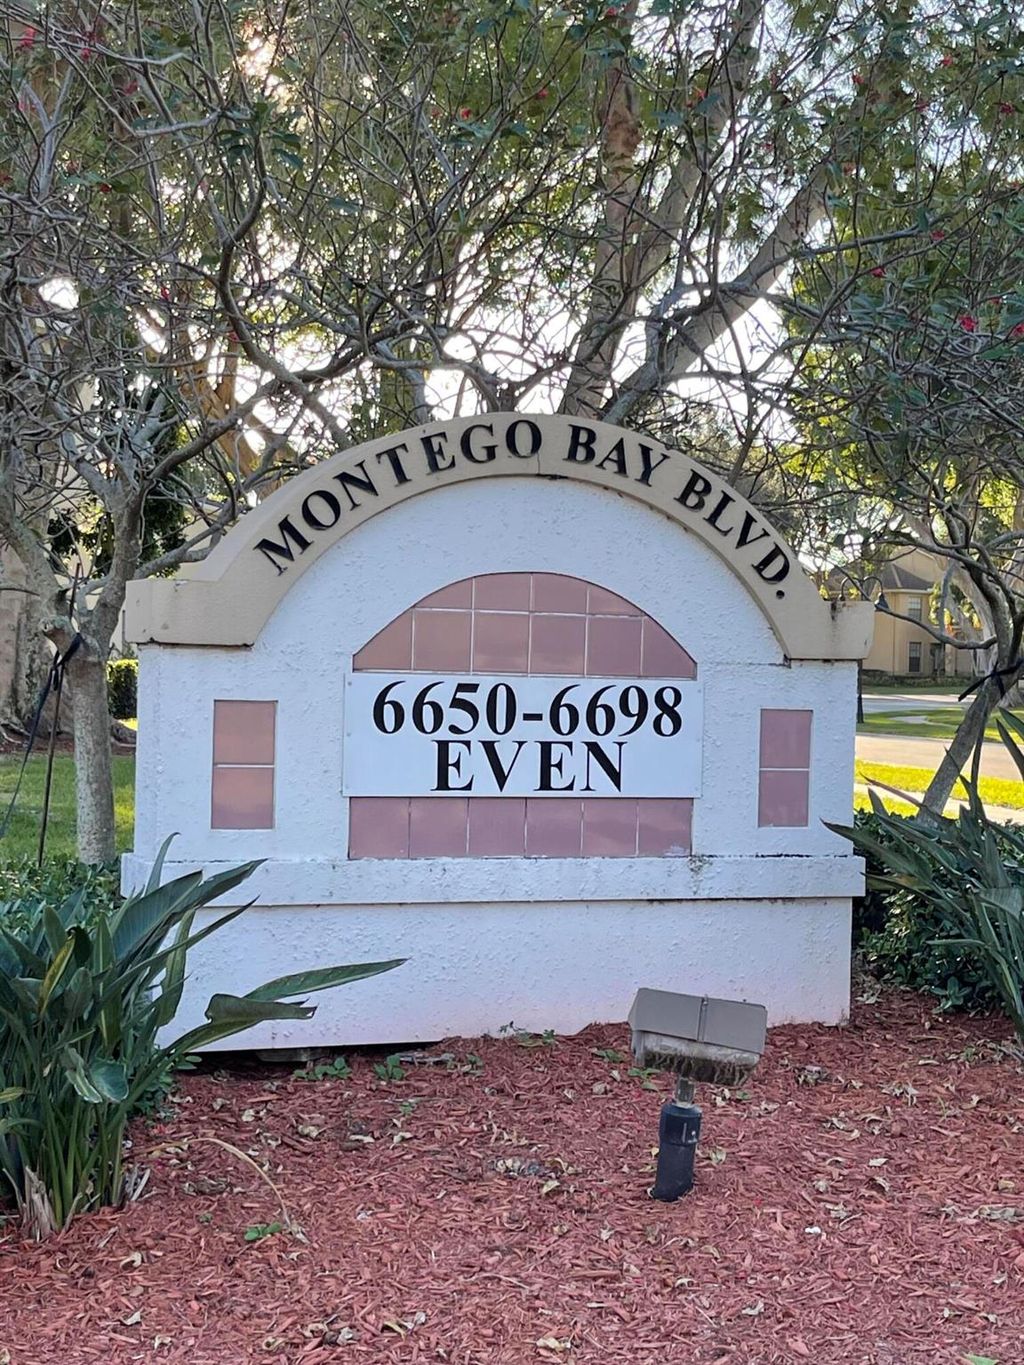 MONTEGO BAY BLVD.
6650-6698
EVEN